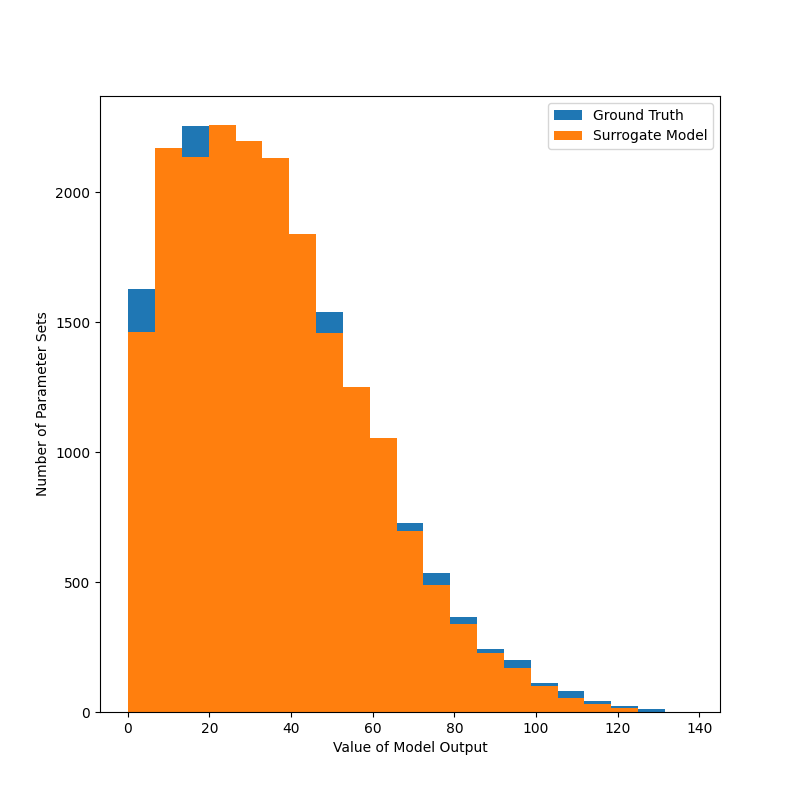 Ground Truth
Surrogate Model
2000
1500
1000
500
0
Number of Parameter Sets
0 20 40 60 80 100 120 140
Value of Model Output